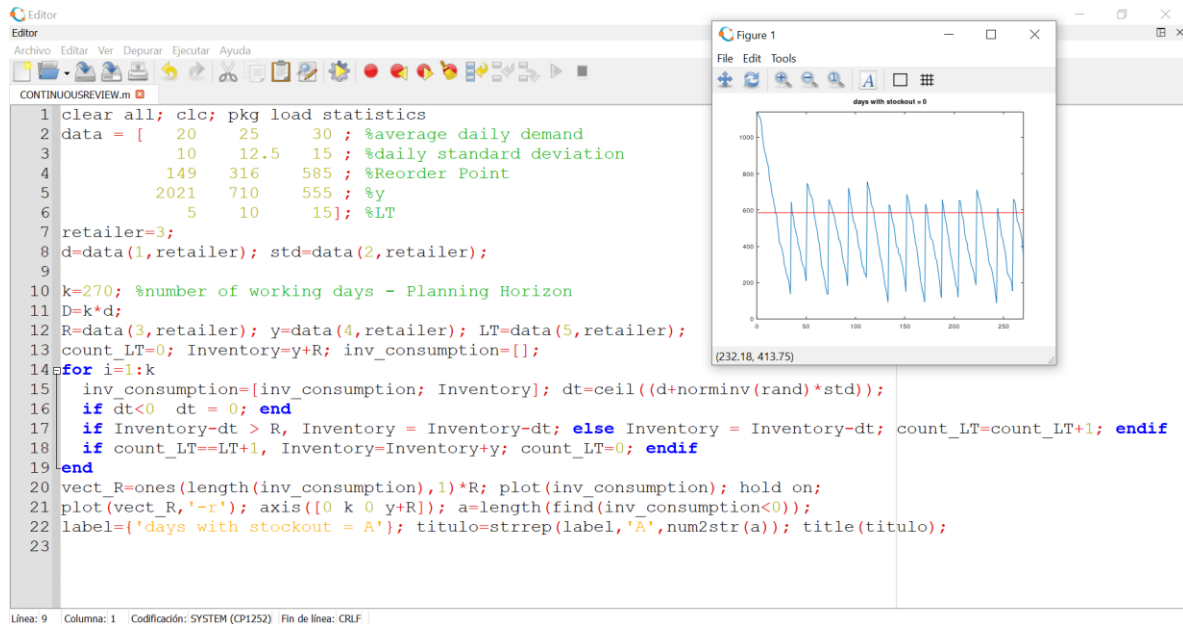 Editor
Editor
Archivo Editar Ver Depurar Ejecutar Ayuda
CONTINUOUSREVIEW.m
1 clear all; clc; pkg load statistics
2 data = [ 20 25 30 ; %average daily demand
3 10 12.5 15 ; %daily standard deviation
4 149 316 585 ; %Reorder Point
5 2021 710 555 ; %y
6 5 10 15]; %LT
7 retailer=3;
8 d=data(1,retailer); std=data(2,retailer);
9
10 k=270; %number of working days - Planning Horizon
11 D=k*d;
12 R=data(3,retailer); y=data(4,retailer); LT=data(5,retailer);
13 count_LT=0; Inventory=y+R; inv_consumption=[];
14 for i=1:k
15 inv_consumption=[inv_consumption; Inventory]; dt=ceil((d+norminv(rand)*std));
16 if dt<0 dt = 0; end
17 if Inventory-dt > R, Inventory = Inventory-dt; else Inventory = Inventory-dt; count_LT=count_LT+1; endif
18 if count_LT==LT+1, Inventory=Inventory+y; count_LT=0; endif
19 end
20 vect_R=ones(length(inv_consumption),1)*R; plot(inv_consumption); hold on;
21 plot(vect_R,'-r'); axis([0 k 0 y+R]); a=length(find(inv_consumption<0));
22 label={'days with stockout = A'}; titulo=strrep(label,'A',num2str(a)); title(titulo);
23
Línea: 9 Columna: 1 Codificación: SYSTEM (CP1252) Fin de línea: CRLF
Figure 1
File Edit Tools
A
days with stockout = 0
1000
800
600
400
200
0
0 50 100 150 200 250
(232.18, 413.75)